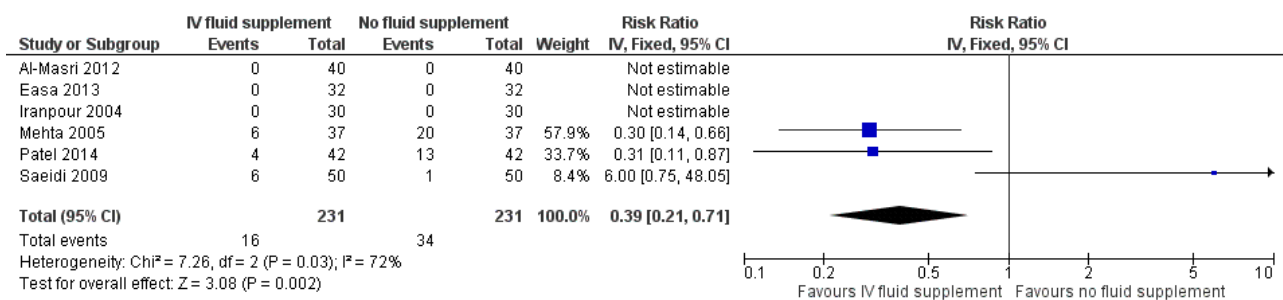 IV fluid supplement No fluid supplement Risk Ratio Risk Ratio
Study or Subgroup Events Total Events Total Weight IV, Fixed, 95% CI IV, Fixed, 95% CI
Al-Masri 2012 0 40 0 40 Not estimable
Easa 2013 0 32 0 32 Not estimable
Iranpour 2004 0 30 0 30 Not estimable
Mehta 2005 6 37 20 37 57.9% 0.30 [0.14, 0.66]
Patel 2014 4 42 13 42 33.7% 0.31 [0.11, 0.87]
Saeidi 2009 6 50 1 50 8.4% 6.00 [0.75, 48.05]
Total (95% CI) 231 231 100.0% 0.39 [0.21, 0.71]
Total events 16 34
Heterogeneity: Chi² = 7.26, df = 2 (P = 0.03); I² = 72%
Test for overall effect: Z = 3.08 (P = 0.002)
0.1 0.2 0.5 1 2 5 10
Favours IV fluid supplement Favours no fluid supplement